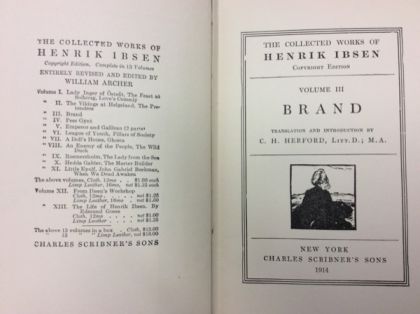 THE COLLECTED WORKS OF
HENRIK IBSEN
Copyright Edition. Complete in 13 Volumes
ENTIRELY REVISED AND EDITED BY
WILLIAM ARCHER
Volume I. Lady Inger of Östråt, The Feast at
Solhoug, Love's Comedy
" II. The Vikings at Helgeland, The Pre-
tenders
" III. Brand
" IV. Peer Gynt
" V. Emperor and Galilean (2 parts)
" VI. League of Youth, Pillars of Society
" VII. A Doll's House, Ghosts
" VIII. An Enemy of the People, The Wild
Duck
" IX. Rosmersholm, The Lady from the Sea
" X. Hedda Gabler, The Master Builder
" XI. Little Eyolf, John Gabriel Borkman,
When We Dead Awaken
The above volumes, Cloth, 12mo . . $1.00 each
Limp Leather, 16mo . net $1.25 each
Volume XII. From Ibsen's Workshop
Cloth, 12mo . . . $1.00
Limp Leather, 16mo . net $1.25
" XIII. The Life of Henrik Ibsen. By
Edmund Gosse
Cloth, 12mo . . net $1.00
Limp Leather . . net $1.25
The above 13 volumes in a box . Cloth,
13 " " Limp Leather, net
CHARLES SCRIBNER'S SONS
THE COLLECTED WORKS OF
HENRIK IBSEN
COPYRIGHT EDITION
VOLUME III
BRAND
TRANSLATION AND INTRODUCTION BY
C. H. HERFORD, LITT.D., M.A.
NEW YORK
CHARLES SCRIBNER'S SONS
1914